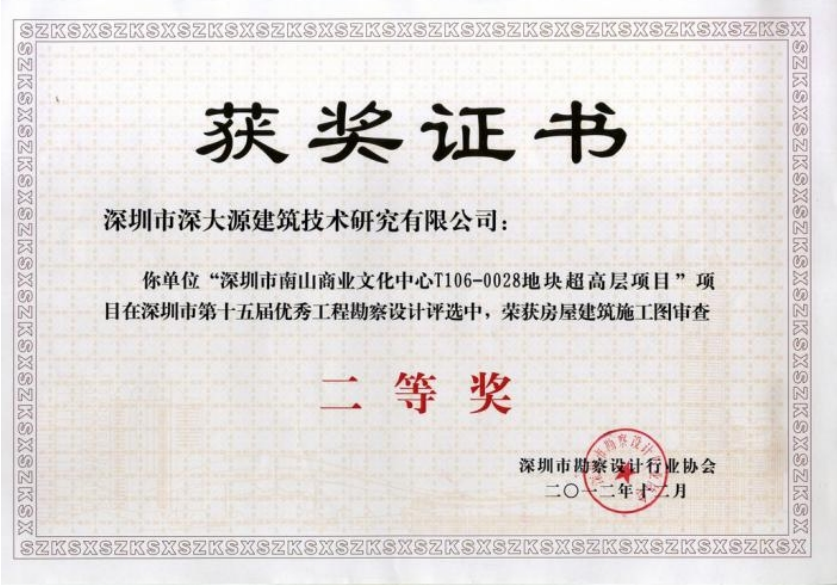 SZKSXSZKSXSZKSXSZKSXSZKSXSZKSXSZKSXSZKSX
获奖证书
深圳市深大源建筑技术研究有限公司：
你单位“深圳市南山商业文化中心T106-0028地块超高层项目”项
目在深圳市第十五届优秀工程勘察设计评选中，荣获房屋建筑施工图审查
二等奖
深圳市勘察设计行业协会
二〇一二年十二月